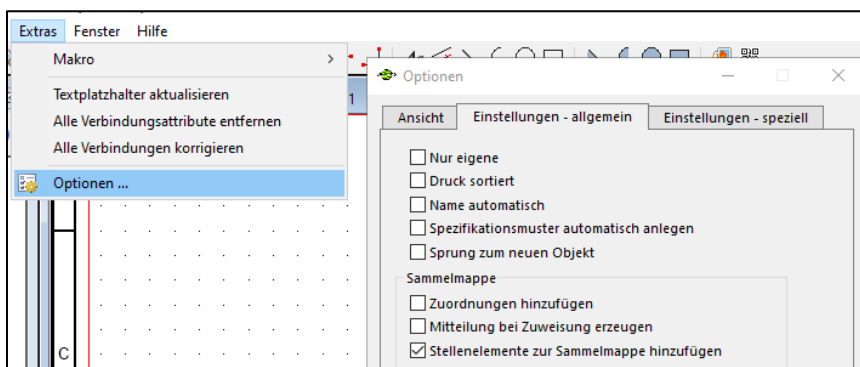 Extras Fenster Hilfe
Makro
Textplatzhalter aktualisieren
Alle Verbindungsattribute entfernen
Alle Verbindungen korrigieren
Optionen ...
1
C
Optionen
Ansicht Einstellungen - allgemein Einstellungen - speziell
Nur eigene
Druck sortiert
Name automatisch
Spezifikationsmuster automatisch anlegen
Sprung zum neuen Objekt
Sammelmappe
Zuordnungen hinzufügen
Mitteilung bei Zuweisung erzeugen
Stellenelemente zur Sammelmappe hinzufügen